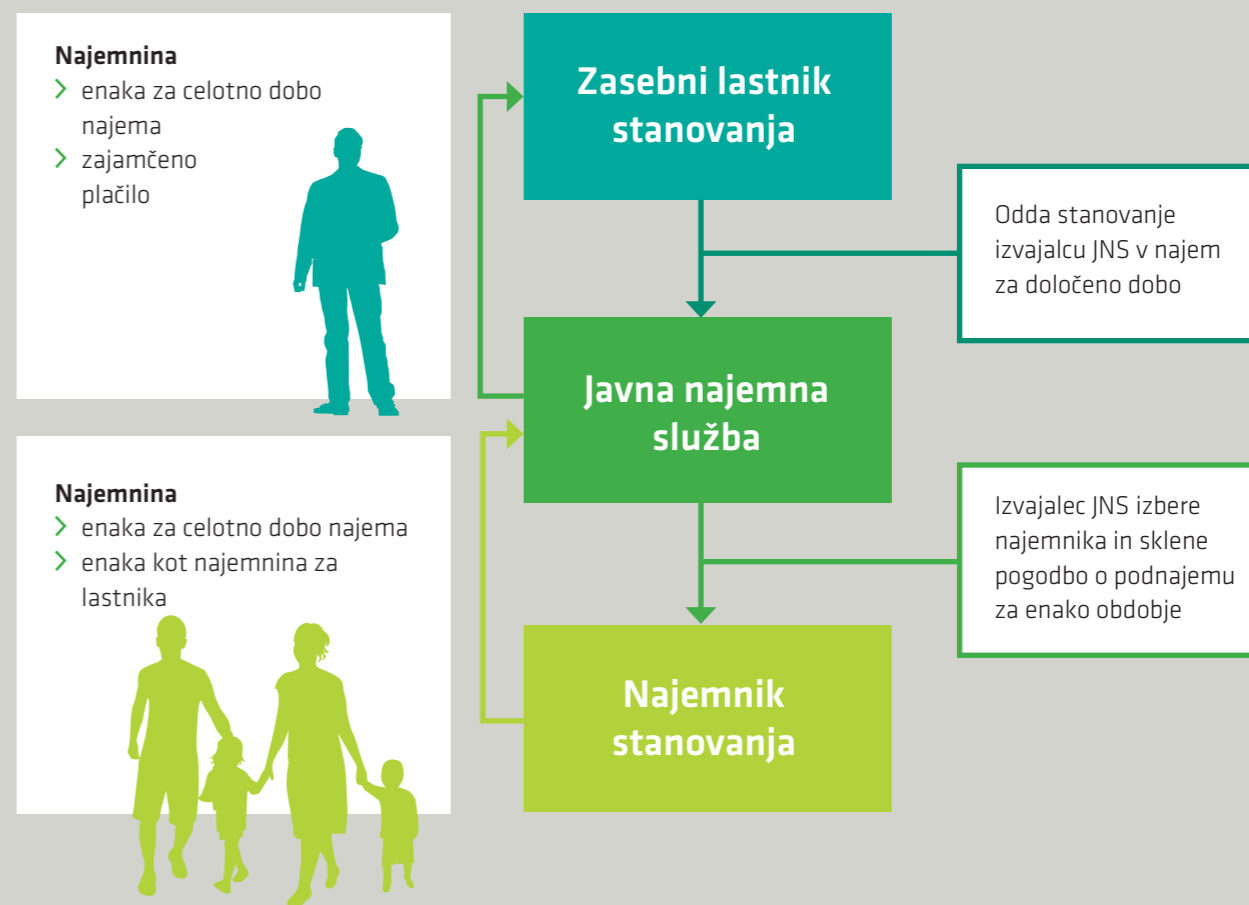 Najemnina
enaka za celotno dobo
najema
zajamčeno
plačilo
Zasebni lastnik
stanovanja
Odda stanovanje
izvajalcu JNS v najem
za določeno dobo
Javna najemna
služba
Najemnina
enaka za celotno dobo najema
enaka kot najemnina za
lastnika
Izvajalec JNS izbere
najemnika in sklene
pogodbo o podnajemu
za enako obdobje
Najemnik
stanovanja